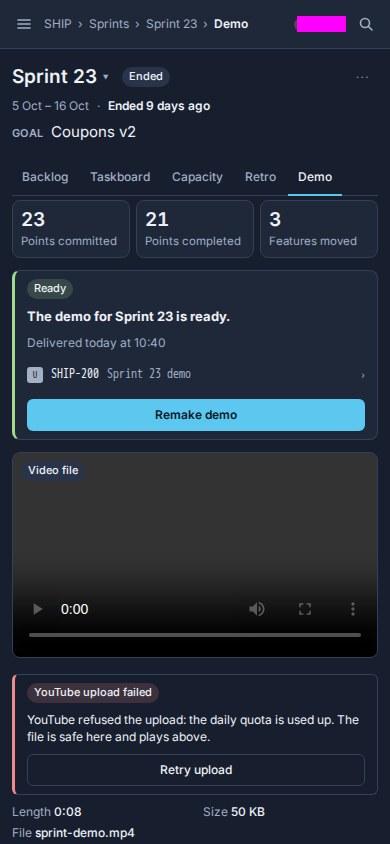 SHIP › Sprints › Sprint 23 › Demo
Sprint 23 ▾ Ended ...
5 Oct – 16 Oct · Ended 9 days ago
GOAL Coupons v2
Backlog Taskboard Capacity Retro Demo
23 21 3
Points committed Points completed Features moved
Ready
The demo for Sprint 23 is ready.
Delivered today at 10:40
U SHIP-200 Sprint 23 demo ›
Remake demo
Video file
0:00
YouTube upload failed
YouTube refused the upload: the daily quota is used up. The
file is safe here and plays above.
Retry upload
Length 0:08 Size 50 KB
File sprint-demo.mp4